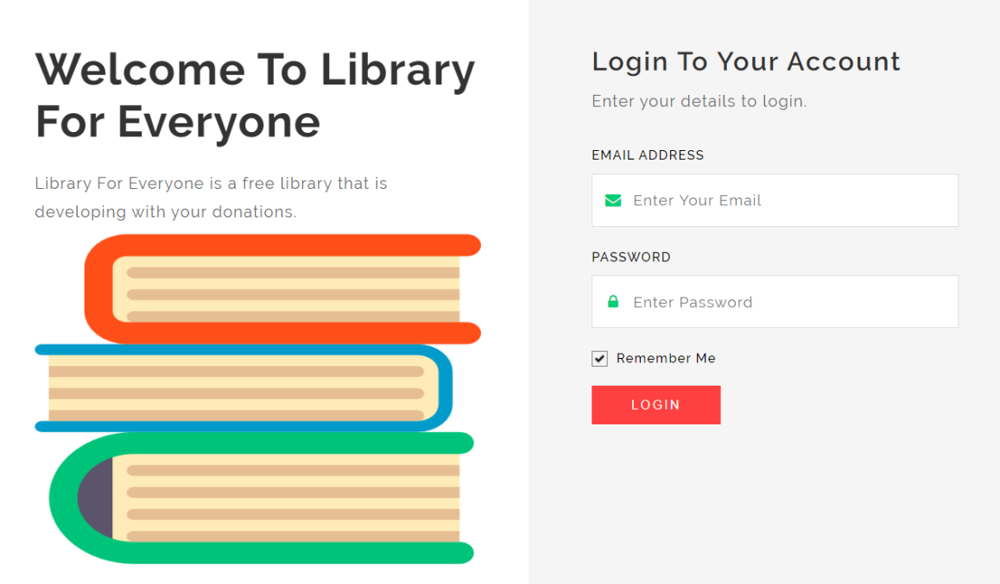 Welcome To Library
For Everyone
Library For Everyone is a free library that is
developing with your donations.
Login To Your Account
Enter your details to login.
EMAIL ADDRESS
Enter Your Email
PASSWORD
Enter Password
Remember Me
LOGIN